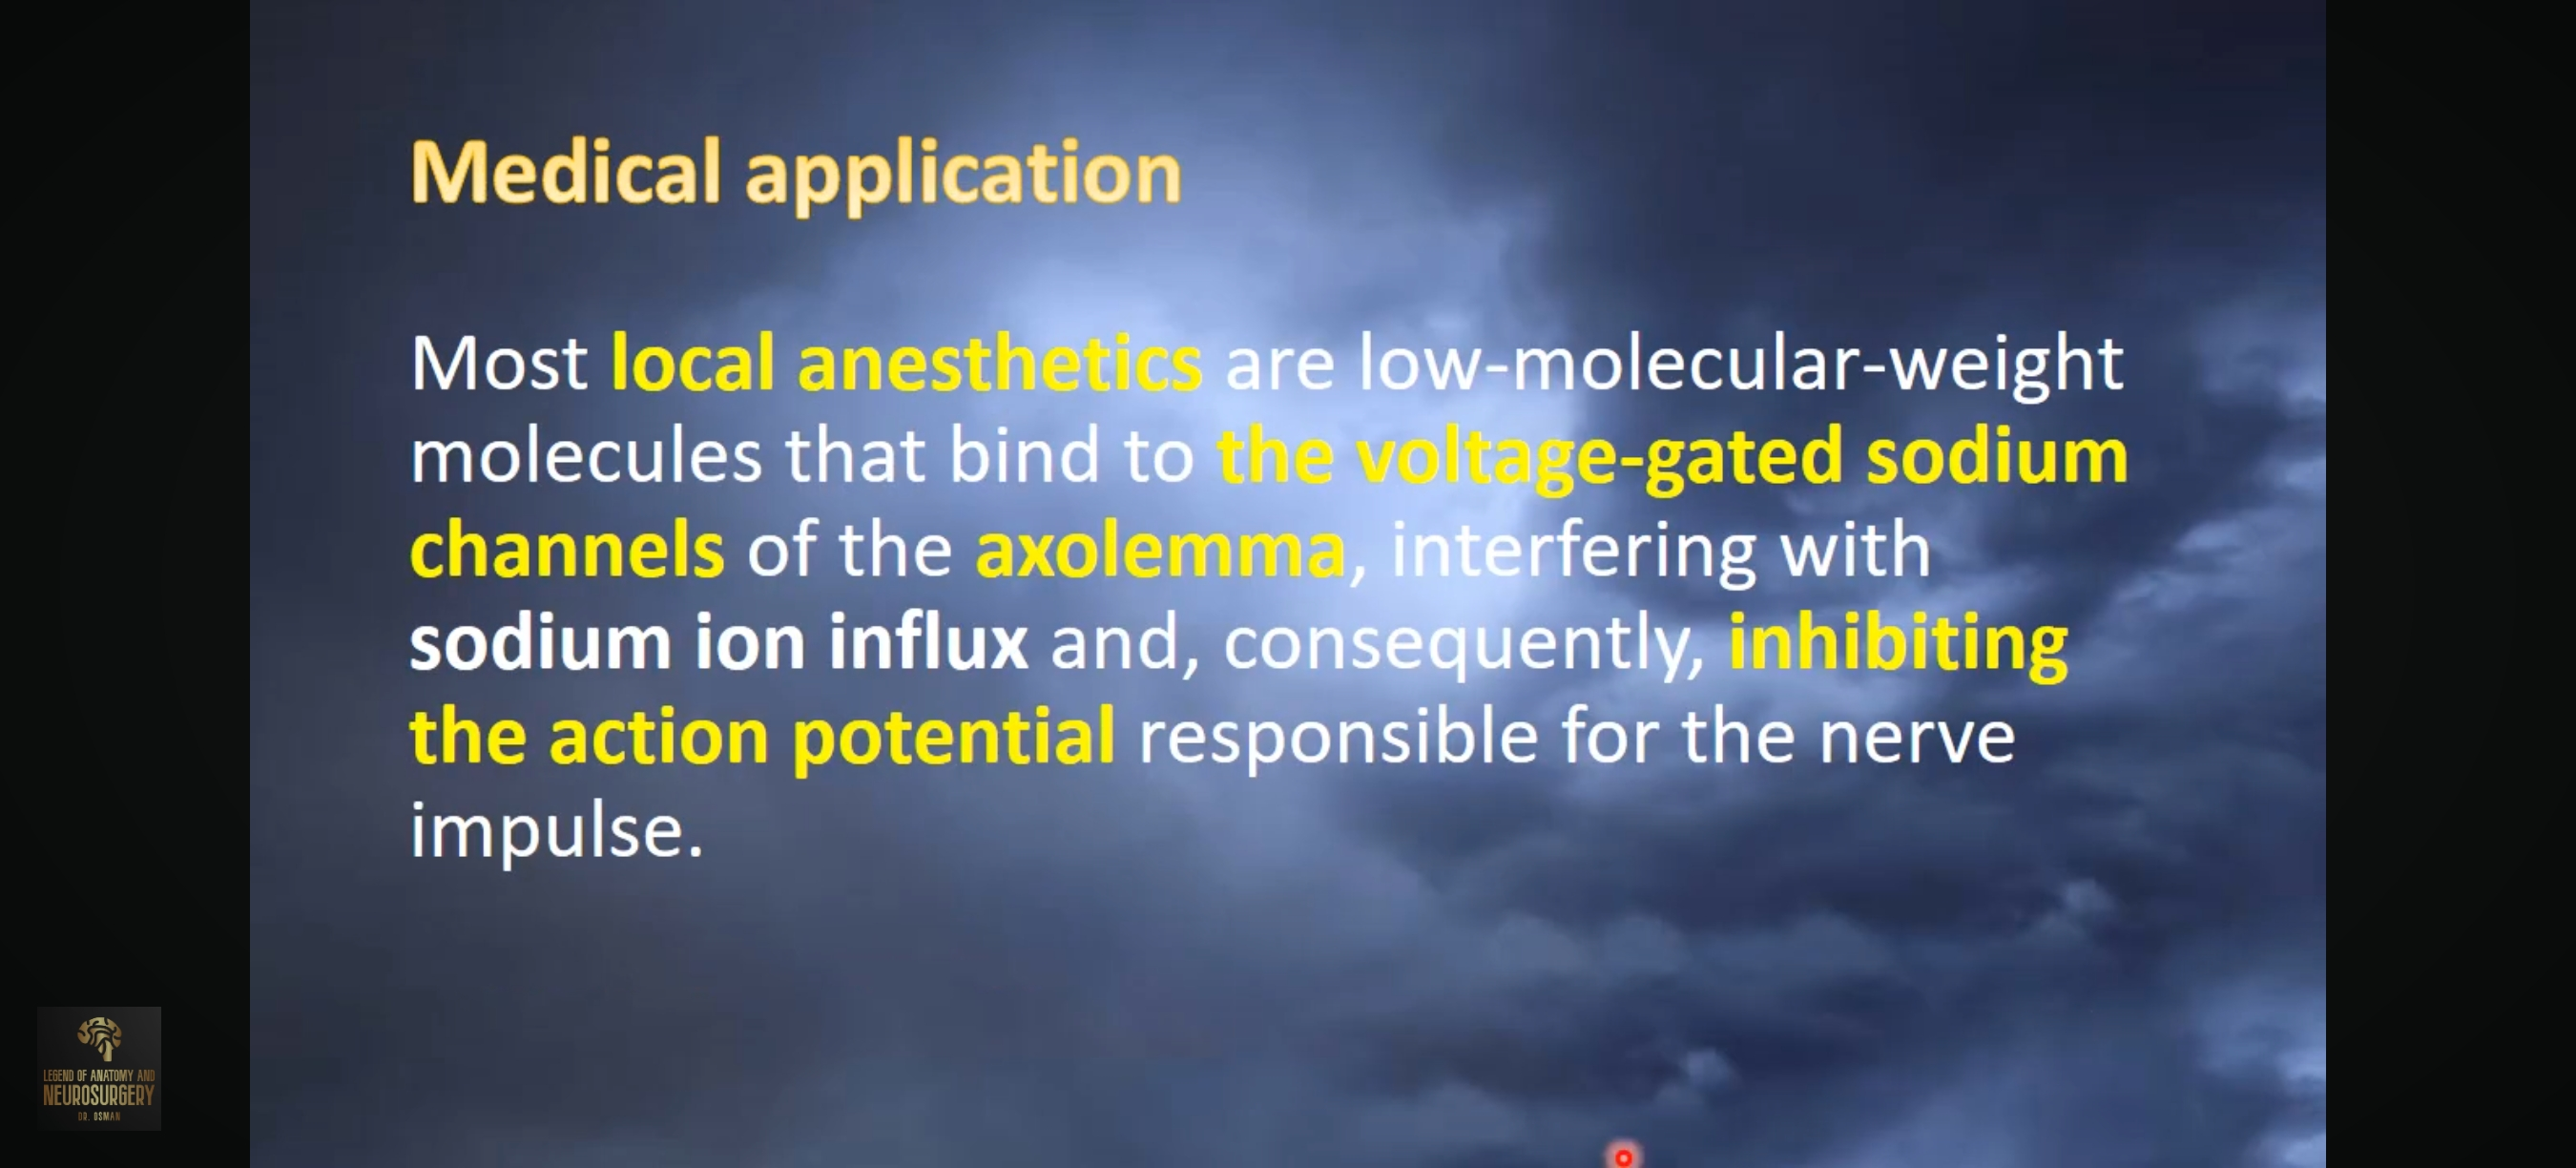 Medical application
Most local anesthetics are low-molecular-weight
molecules that bind to the voltage-gated sodium
channels of the axolemma, interfering with
sodium ion influx and, consequently, inhibiting
the action potential responsible for the nerve
impulse.
LEGEND OF ANATOMY AND
NEUROSURGERY
DR. OSMAN